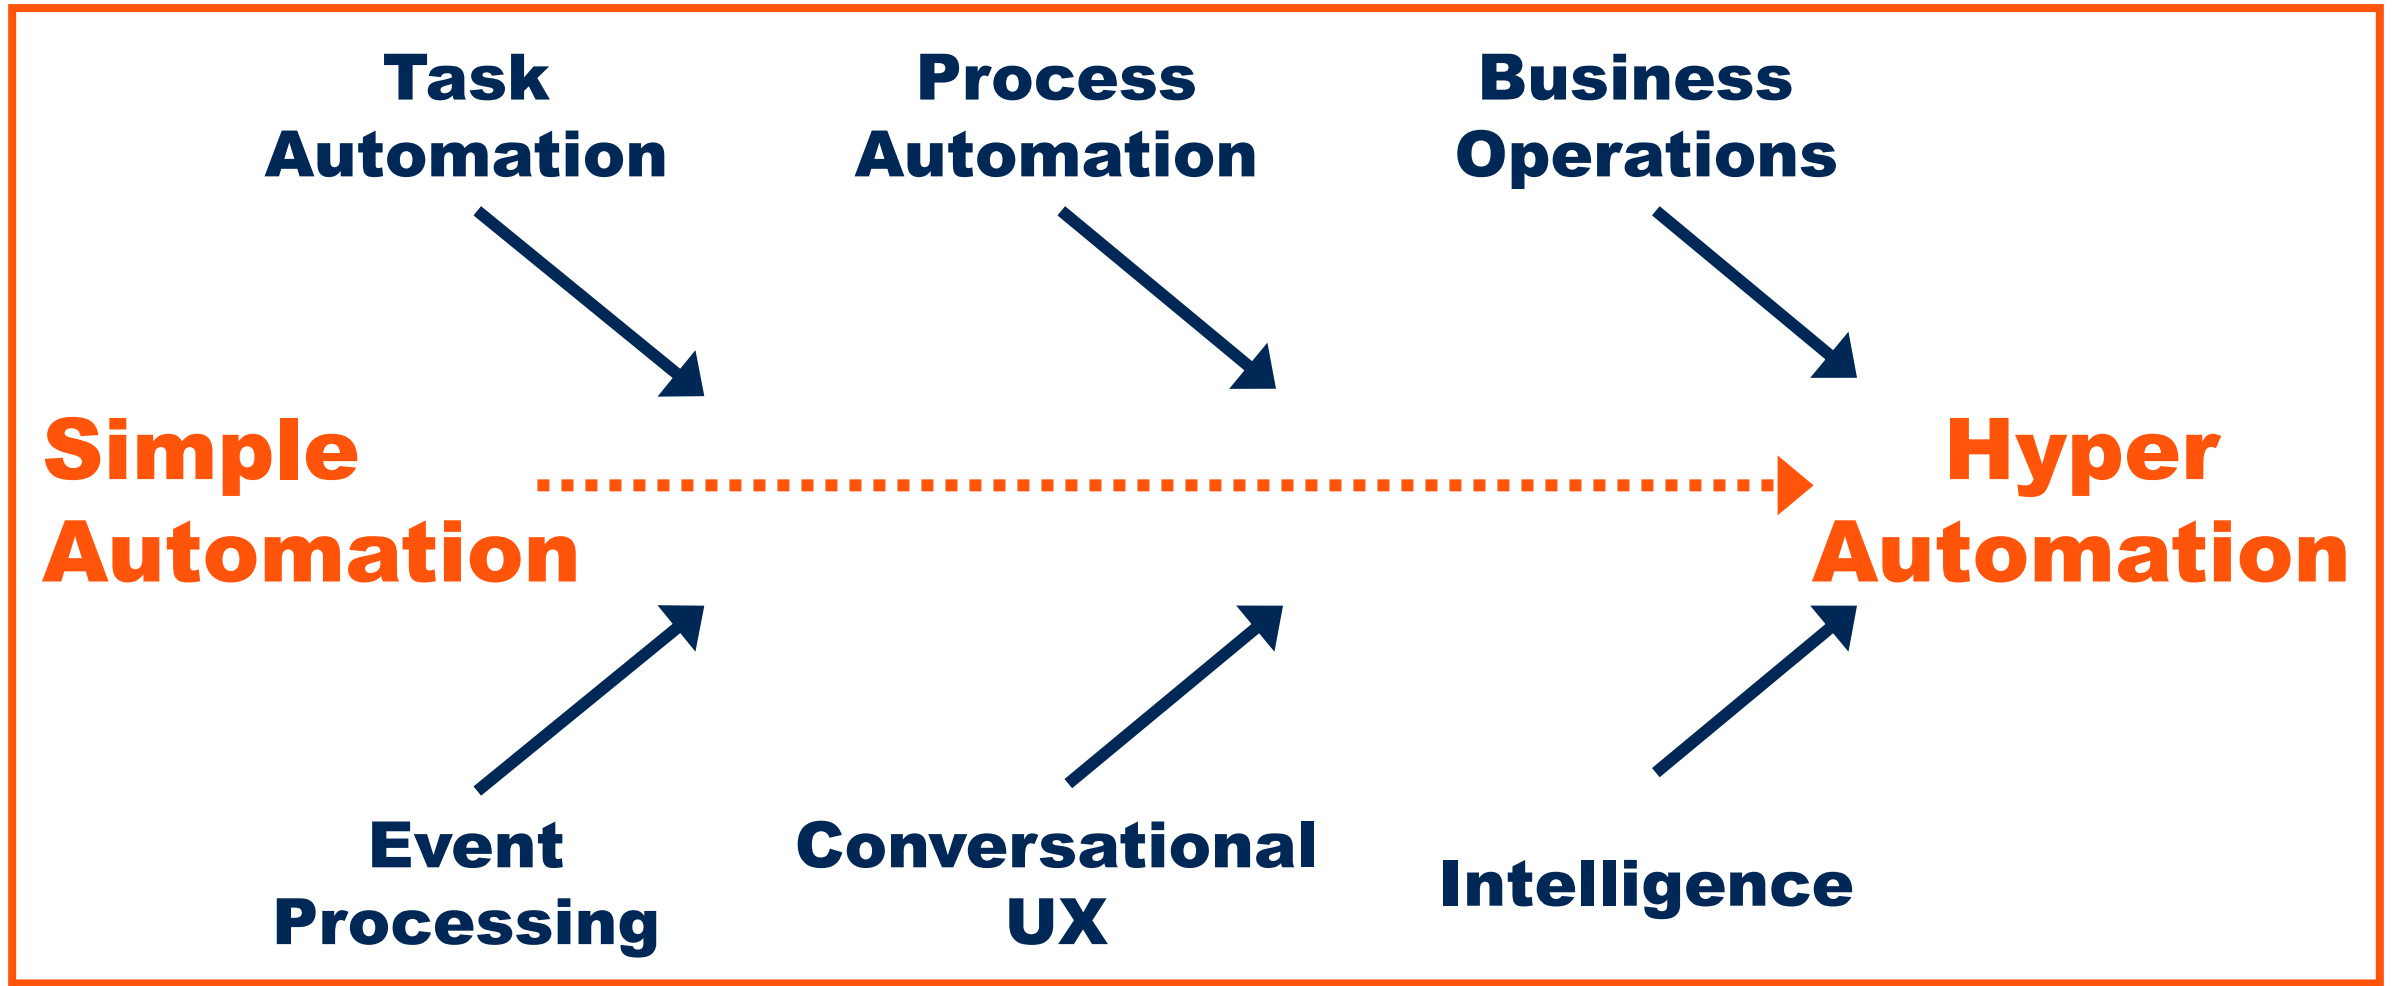 Task
Automation
Process
Automation
Business
Operations
Simple
Automation
Hyper
Automation
Event
Processing
Conversational
UX
Intelligence